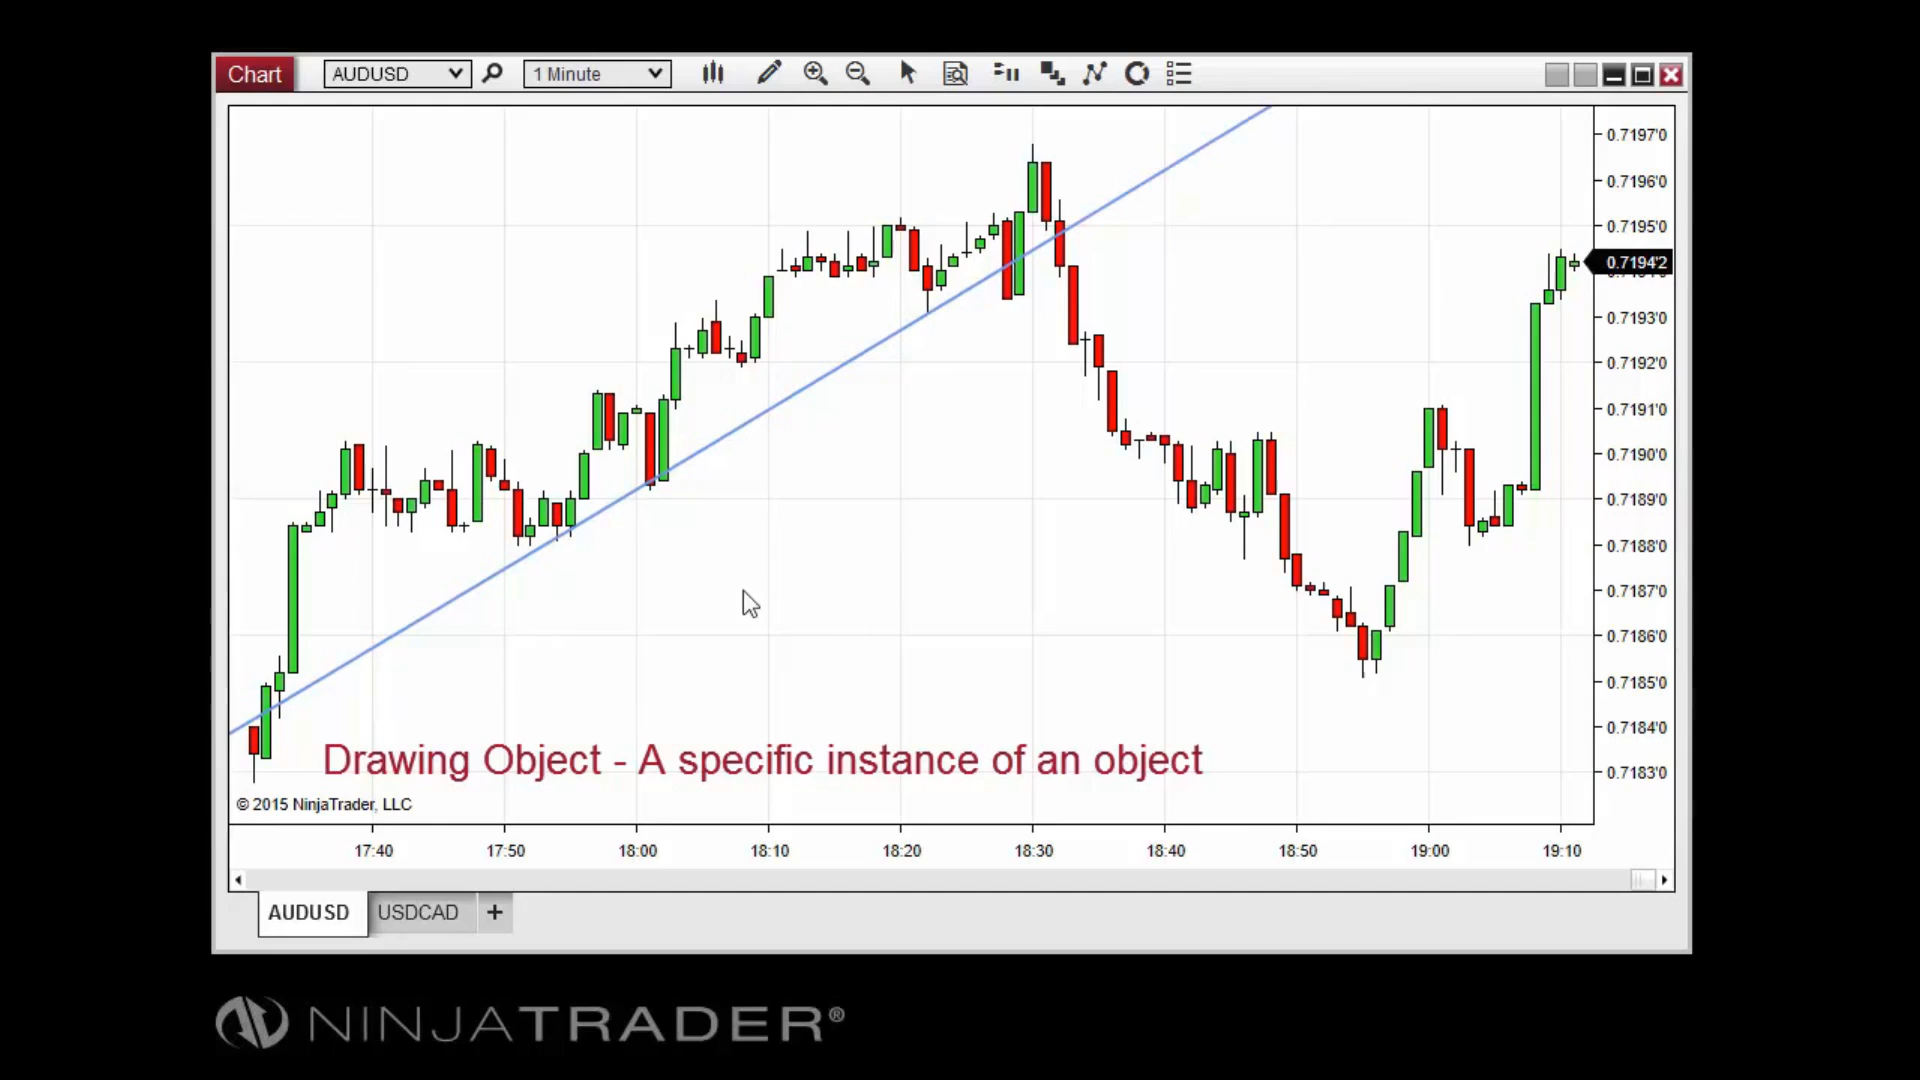 Chart AUDUSD 1 Minute
0.7197'0
0.7196'0
0.7195'0
0.7194'2
0.7193'0
0.7192'0
0.7191'0
0.7190'0
0.7189'0
0.7188'0
0.7187'0
0.7186'0
0.7185'0
0.7184'0
0.7183'0
Drawing Object - A specific instance of an object
© 2015 NinjaTrader, LLC
17:40 17:50 18:00 18:10 18:20 18:30 18:40 18:50 19:00 19:10
AUDUSD USDCAD +
NINJATRADER®